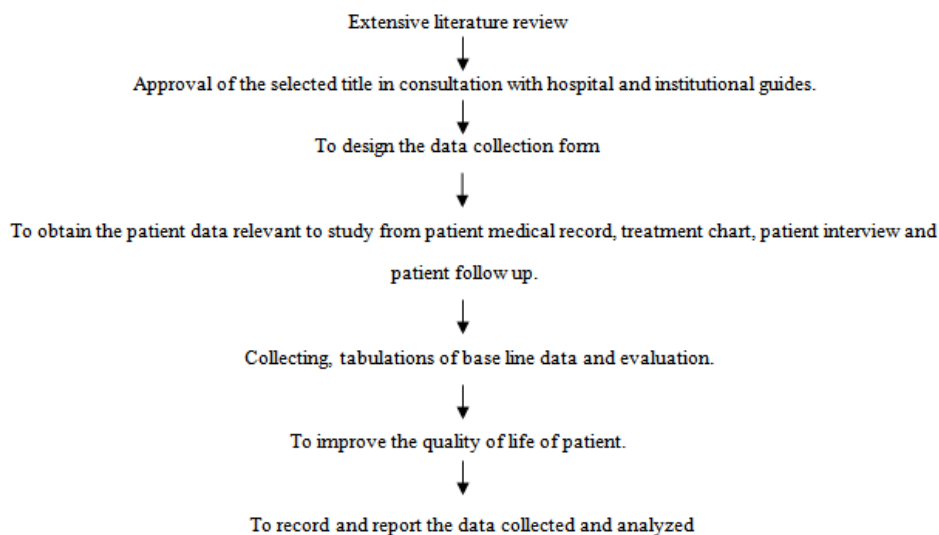 Extensive literature review
Approval of the selected title in consultation with hospital and institutional guides.
To design the data collection form
To obtain the patient data relevant to study from patient medical record, treatment chart, patient interview and
patient follow up.
Collecting, tabulations of base line data and evaluation.
To improve the quality of life of patient.
To record and report the data collected and analyzed